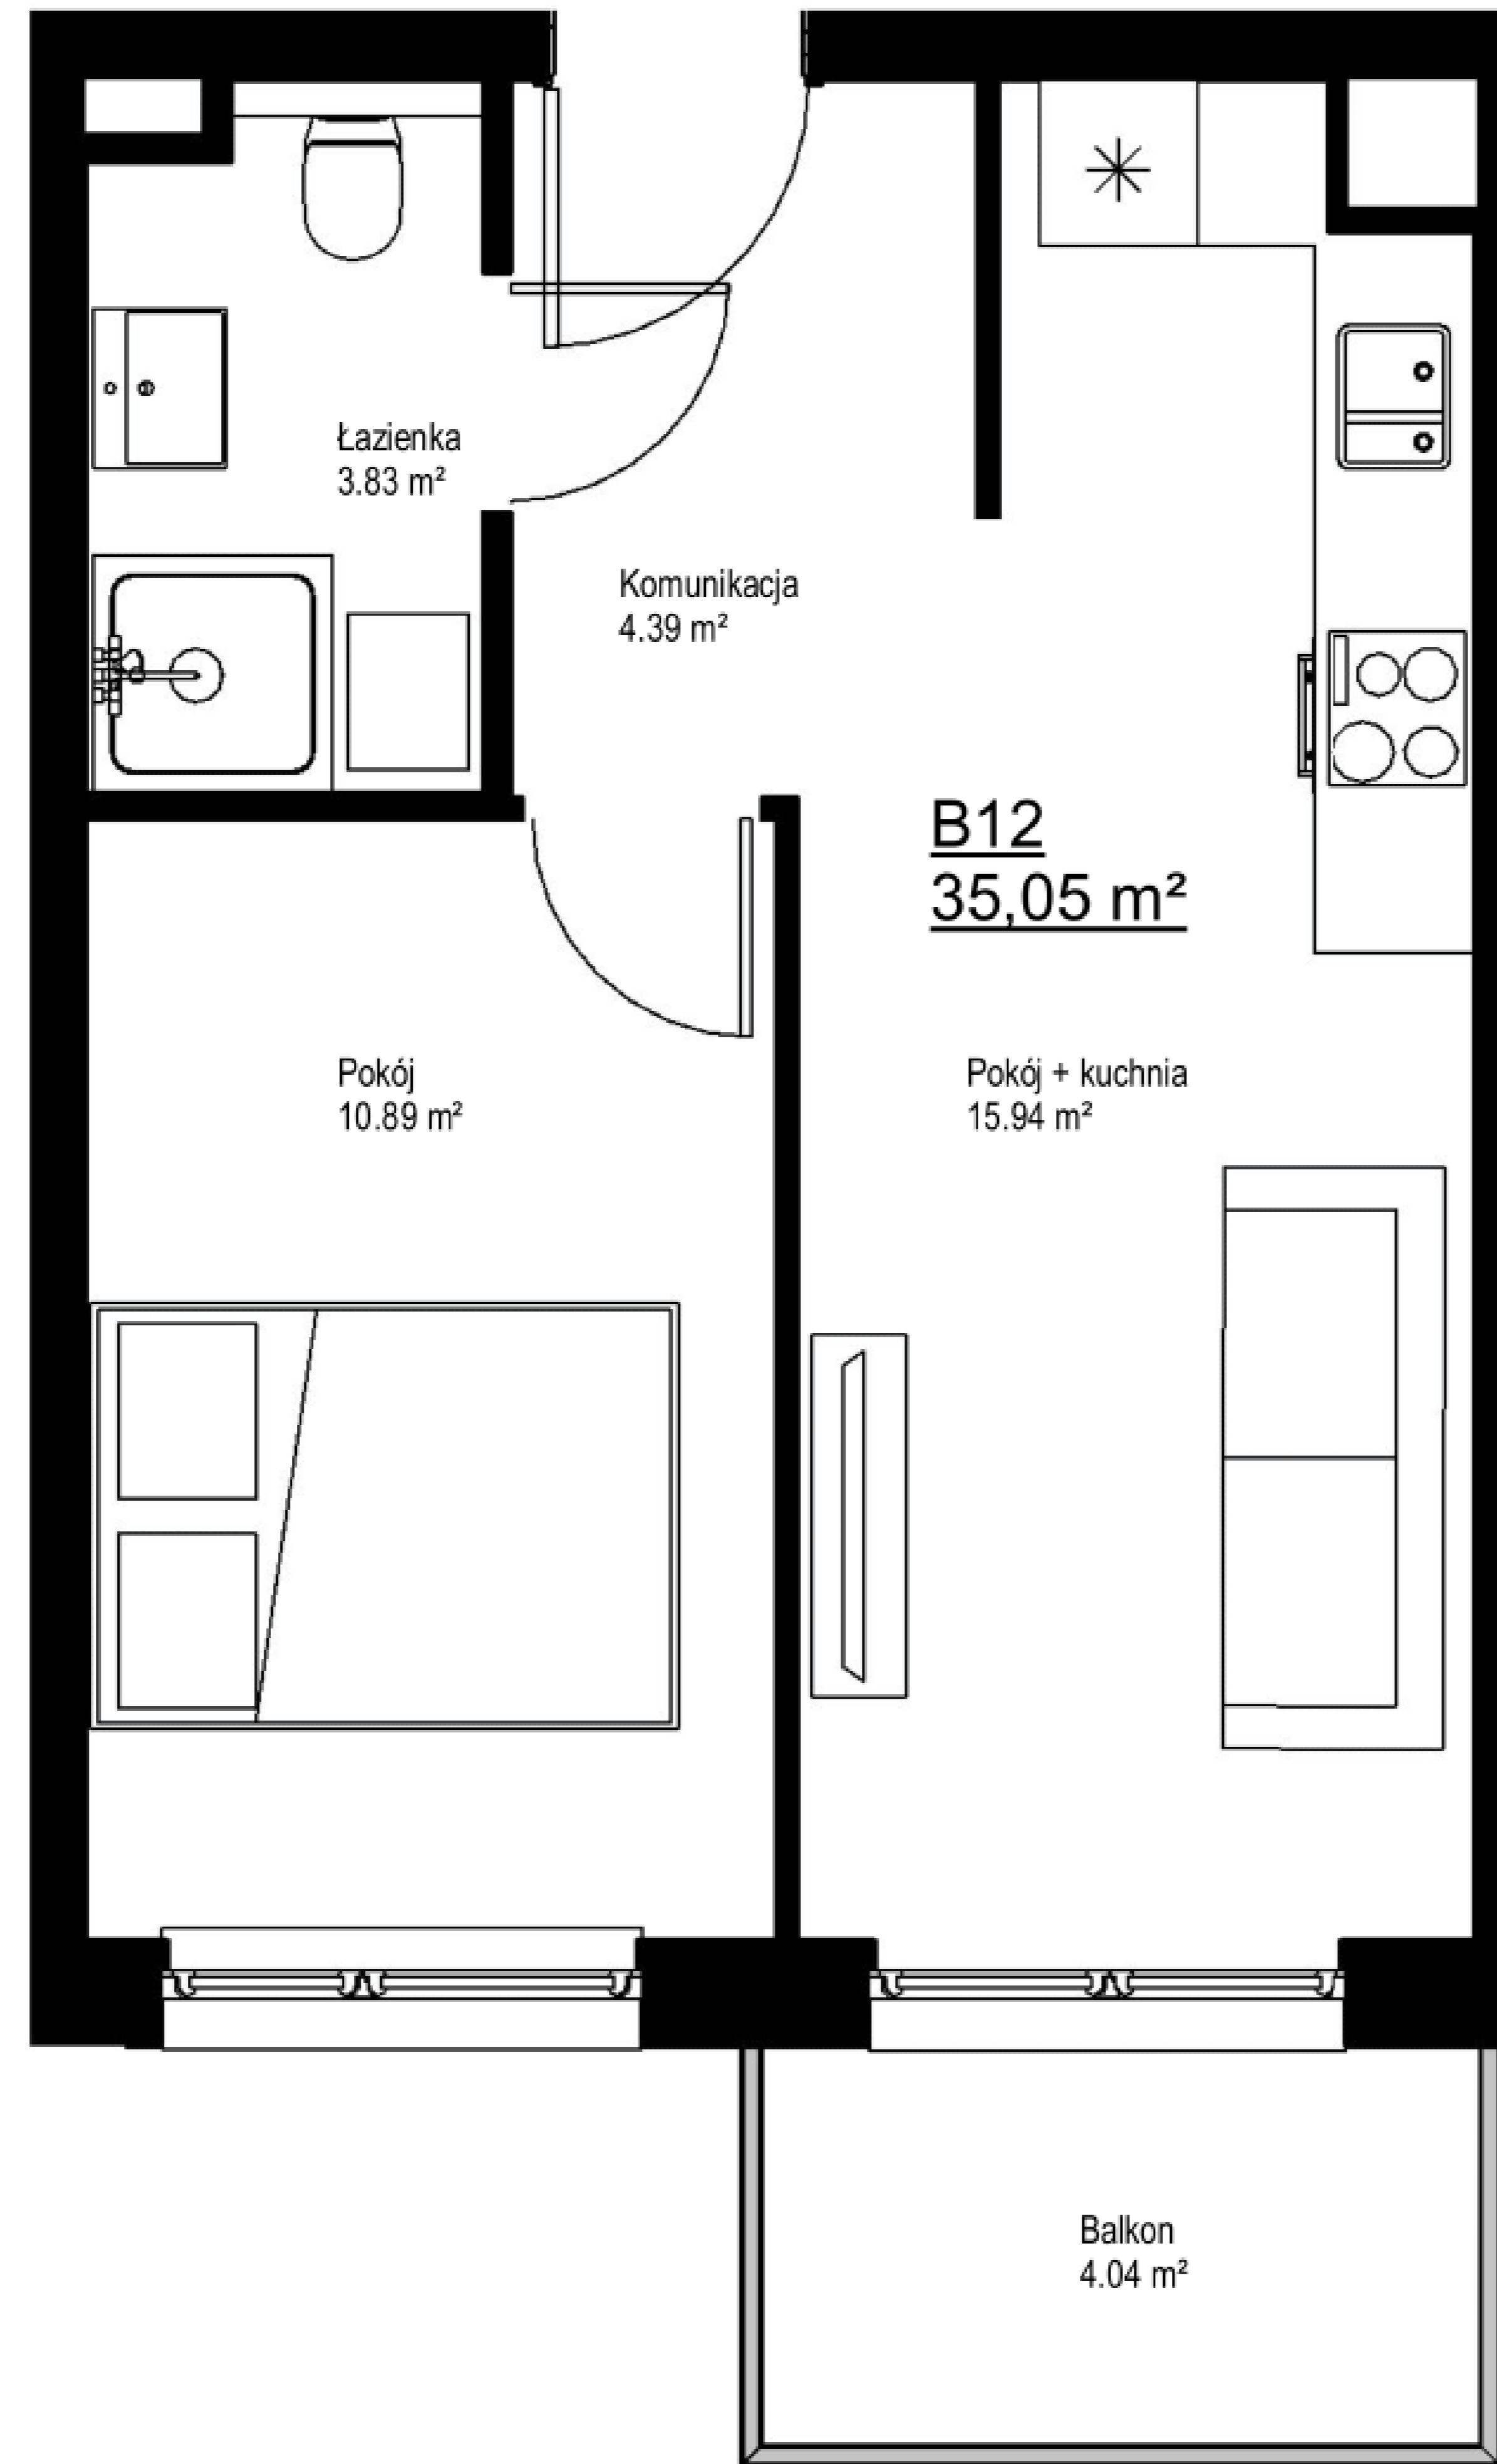 Łazienka
3.83 m²
Komunikacja
4.39 m²
B12
35,05 m²
Pokój
10.89 m²
Pokój + kuchnia
15.94 m²
Balkon
4.04 m²